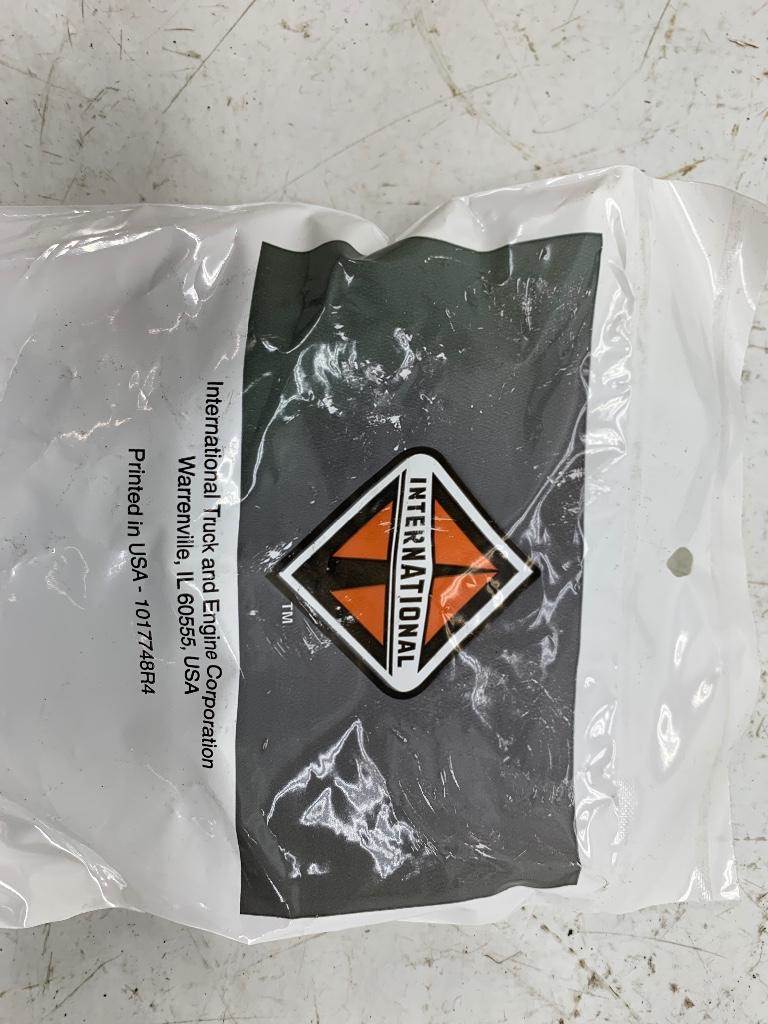 INTERNATIONAL
TM
International Truck and Engine Corporation
Warrenville, IL 60555, USA
Printed in USA - 1017748R4